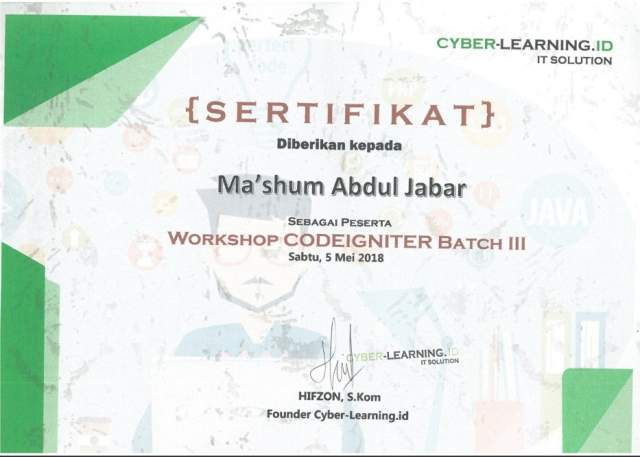 CYBER-LEARNING.ID
IT SOLUTION
{SERTIFIKAT}
Diberikan kepada
Ma'shum Abdul Jabar
SEBAGAI PESERTA
WORKSHOP CODEIGNITER BATCH III
Sabtu, 5 Mei 2018
CYBER-LEARNING.ID
IT SOLUTION
HIFZON, S.Kom
Founder Cyber-Learning.id
JAVA
PHP